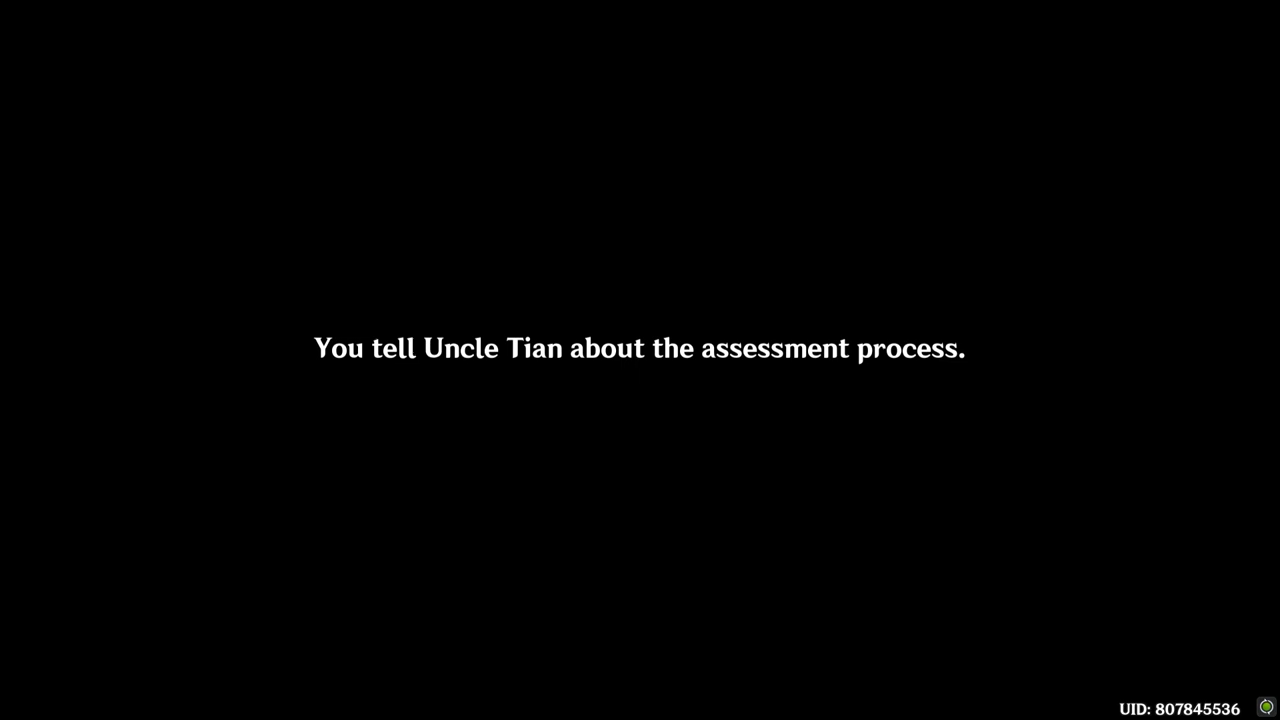 You tell Uncle Tian about the assessment process.
UID: 807845536